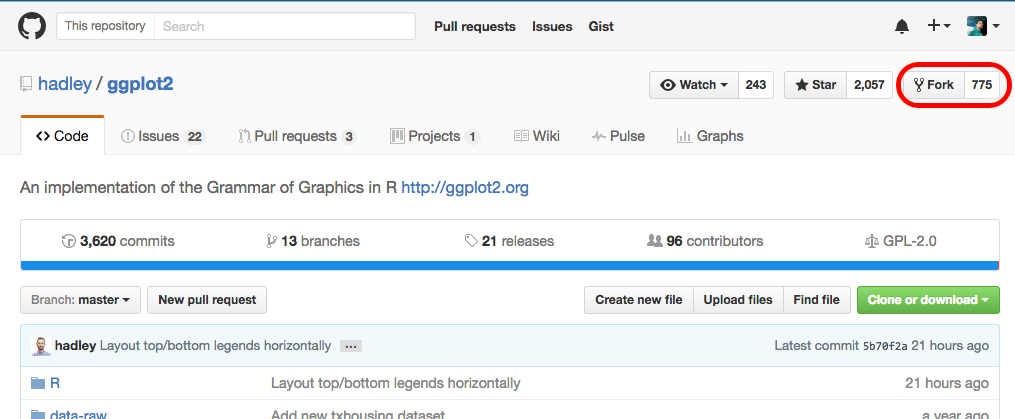 This repository Search Pull requests Issues Gist
hadley / ggplot2 Watch 243 Star 2,057 Fork 775
Code Issues 22 Pull requests 3 Projects 1 Wiki Pulse Graphs
An implementation of the Grammar of Graphics in R http://ggplot2.org
3,620 commits 13 branches 21 releases 96 contributors GPL-2.0
Branch: master New pull request Create new file Upload files Find file Clone or download
hadley Layout top/bottom legends horizontally ... Latest commit 5b70f2a 21 hours ago
R Layout top/bottom legends horizontally 21 hours ago
data-raw Add new txhousing dataset a year ago